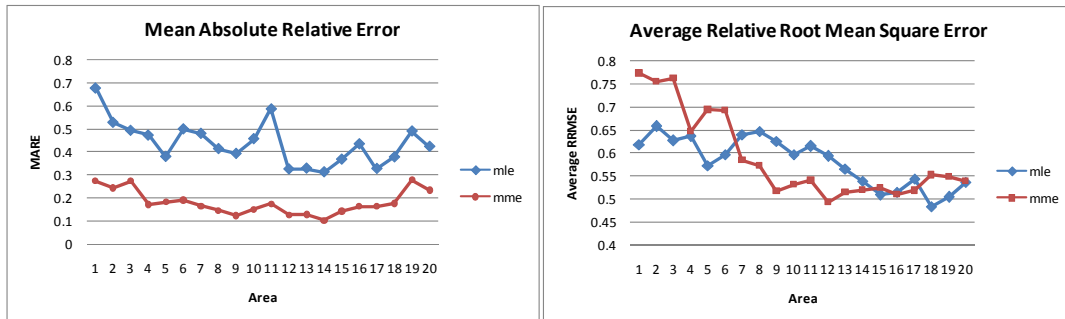 Mean Absolute Relative Error
MARE
0.8
0.7
0.6
0.5
0.4
0.3
0.2
0.1
0
1 2 3 4 5 6 7 8 9 10 11 12 13 14 15 16 17 18 19 20
Area
mle
mme
Average Relative Root Mean Square Error
Average RRMSE
0.8
0.75
0.7
0.65
0.6
0.55
0.5
0.45
0.4
1 2 3 4 5 6 7 8 9 10 11 12 13 14 15 16 17 18 19 20
Area
mle
mme